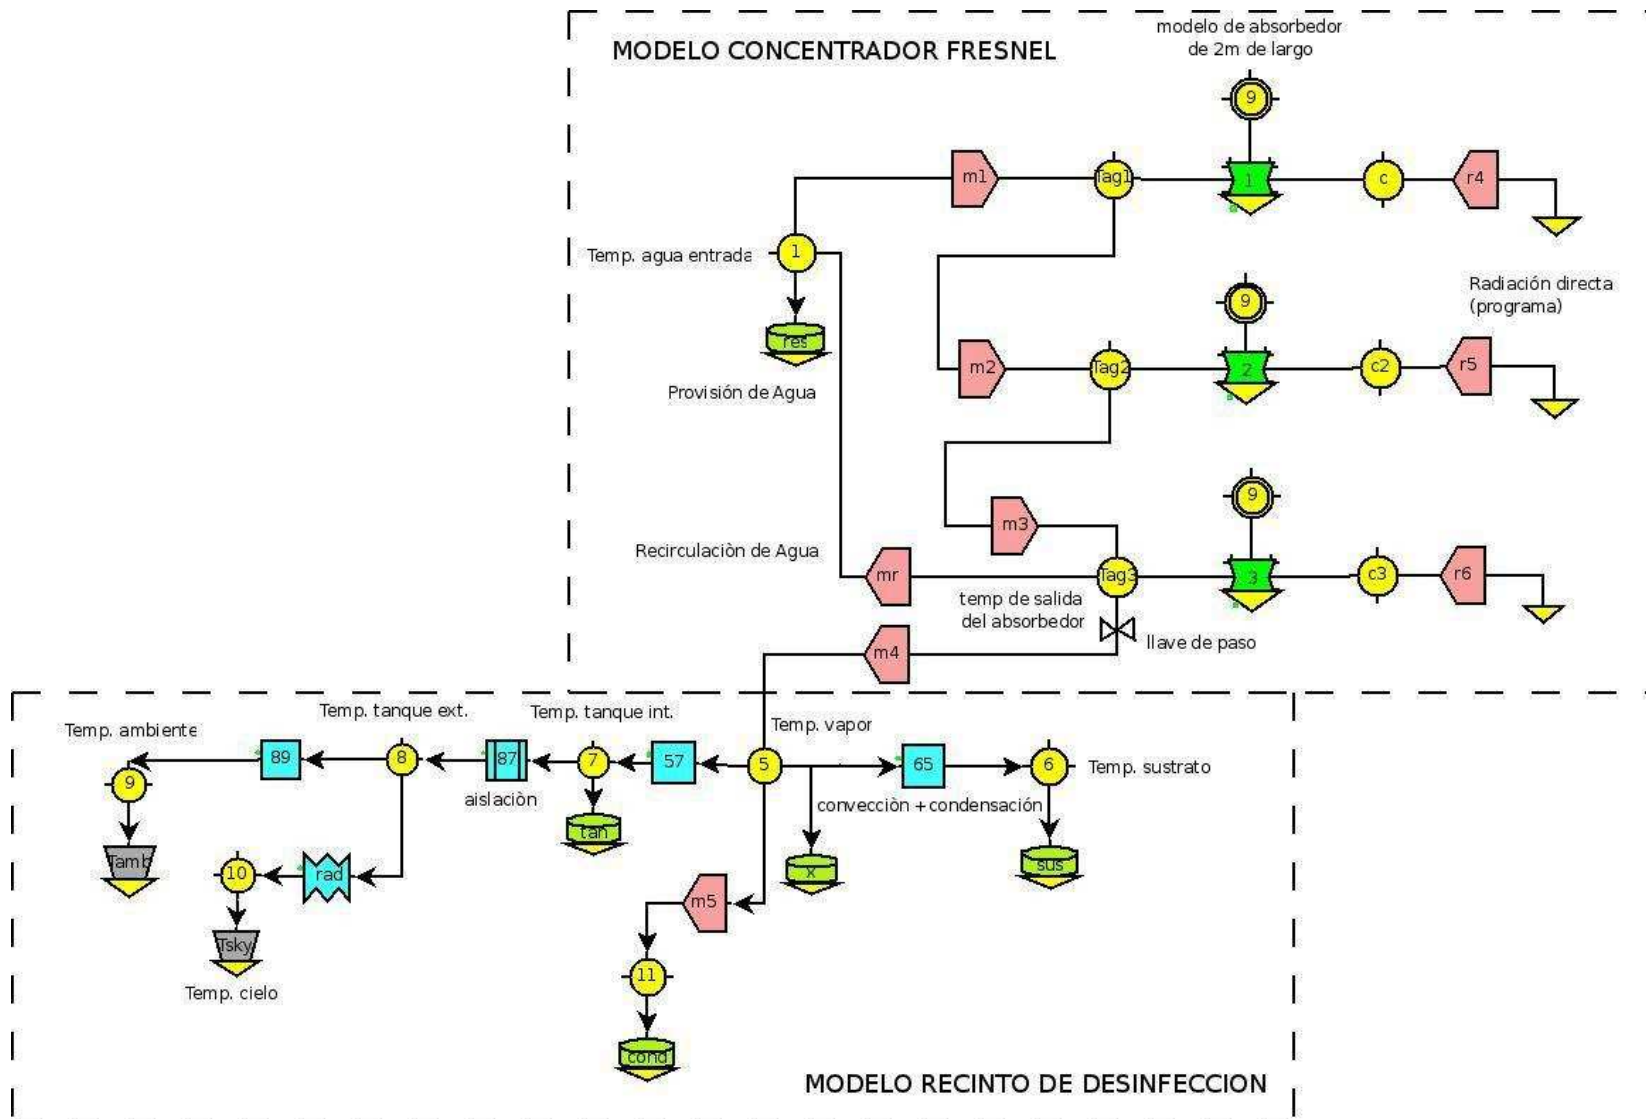 modelo de absorbedor
de 2m de largo
MODELO CONCENTRADOR FRESNEL
9
m1
Tag1
1
c
r4
Temp. agua entrada
1
res
Provisión de Agua
9
Radiación directa
(programa)
m2
Tag2
2
c2
r5
9
m3
Recirculaciòn de Agua
mr
Tag3
3
c3
r6
temp de salida
del absorbedor
llave de paso
m4
Temp. ambiente
Temp. tanque ext.
Temp. tanque int.
Temp. vapor
89
8
87
7
57
5
65
6
Temp. sustrato
9
aislaciòn
convecciòn + condensación
tan
Tamb
10
rad
x
sus
m5
Tsky
11
Temp. cielo
cond
MODELO RECINTO DE DESINFECCION